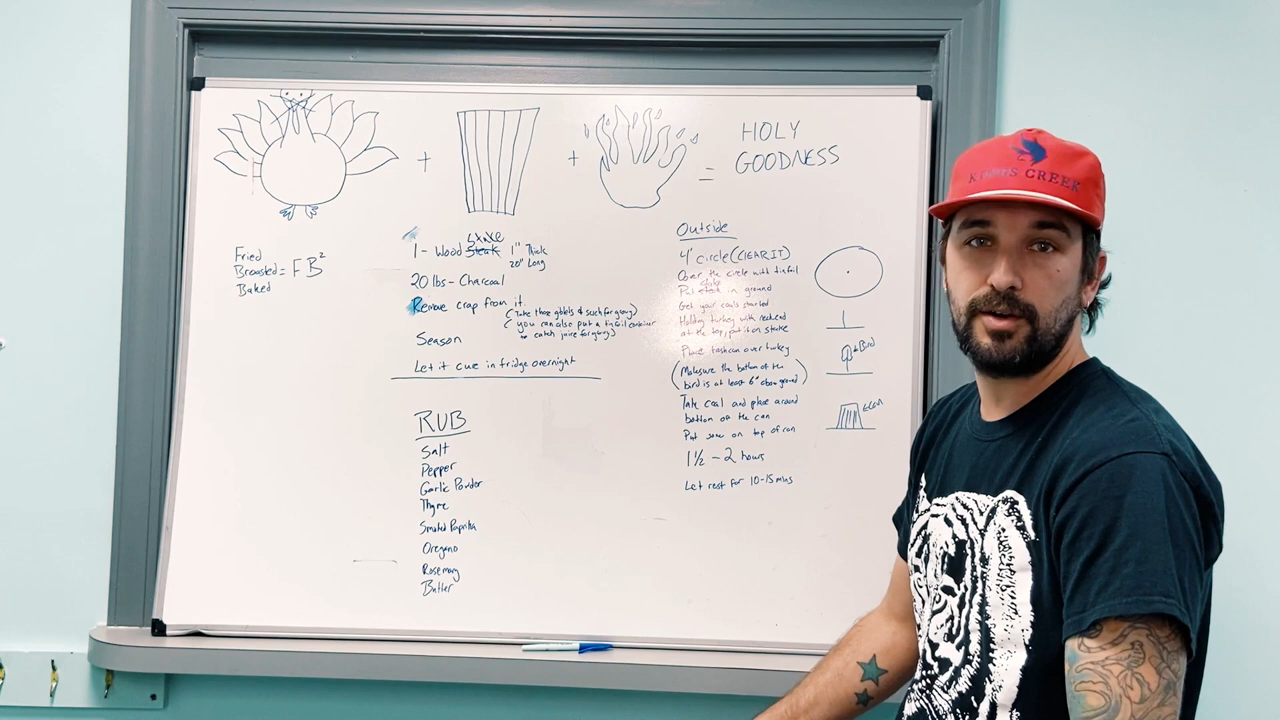 + + = HOLY
GOODNESS
Fried
Broasted = FB²
Baked
Stake
1 - Wood Steak 1" Thick
20" Long
20 lbs - Charcoal
Remove crap from it.
(Take those giblets & such for gravy)
(you can also put a tinfoil container
to catch juice for gravy)
Season
Let it cue in fridge overnight
RUB
Salt
Pepper
Garlic Powder
Thyme
Smoked Paprika
Oregano
Rosemary
Butter
Outside
4' circle (CLEAR IT)
Cover the circle with tinfoil
stake
Put in ground
Get your coals started
Holding turkey with neck end
at the top, put it on stake
Place trashcan over turkey
(Make sure the bottom of the
bird is at least 6" above ground)
Take coal and place around
bottom of the can
Put some on top of can
1½ - 2 hours
Let rest for 10-15 mins
Bird
CREEK